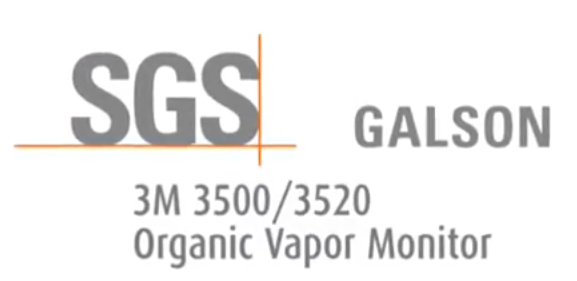 SGS GALSON
3M 3500/3520
Organic Vapor Monitor